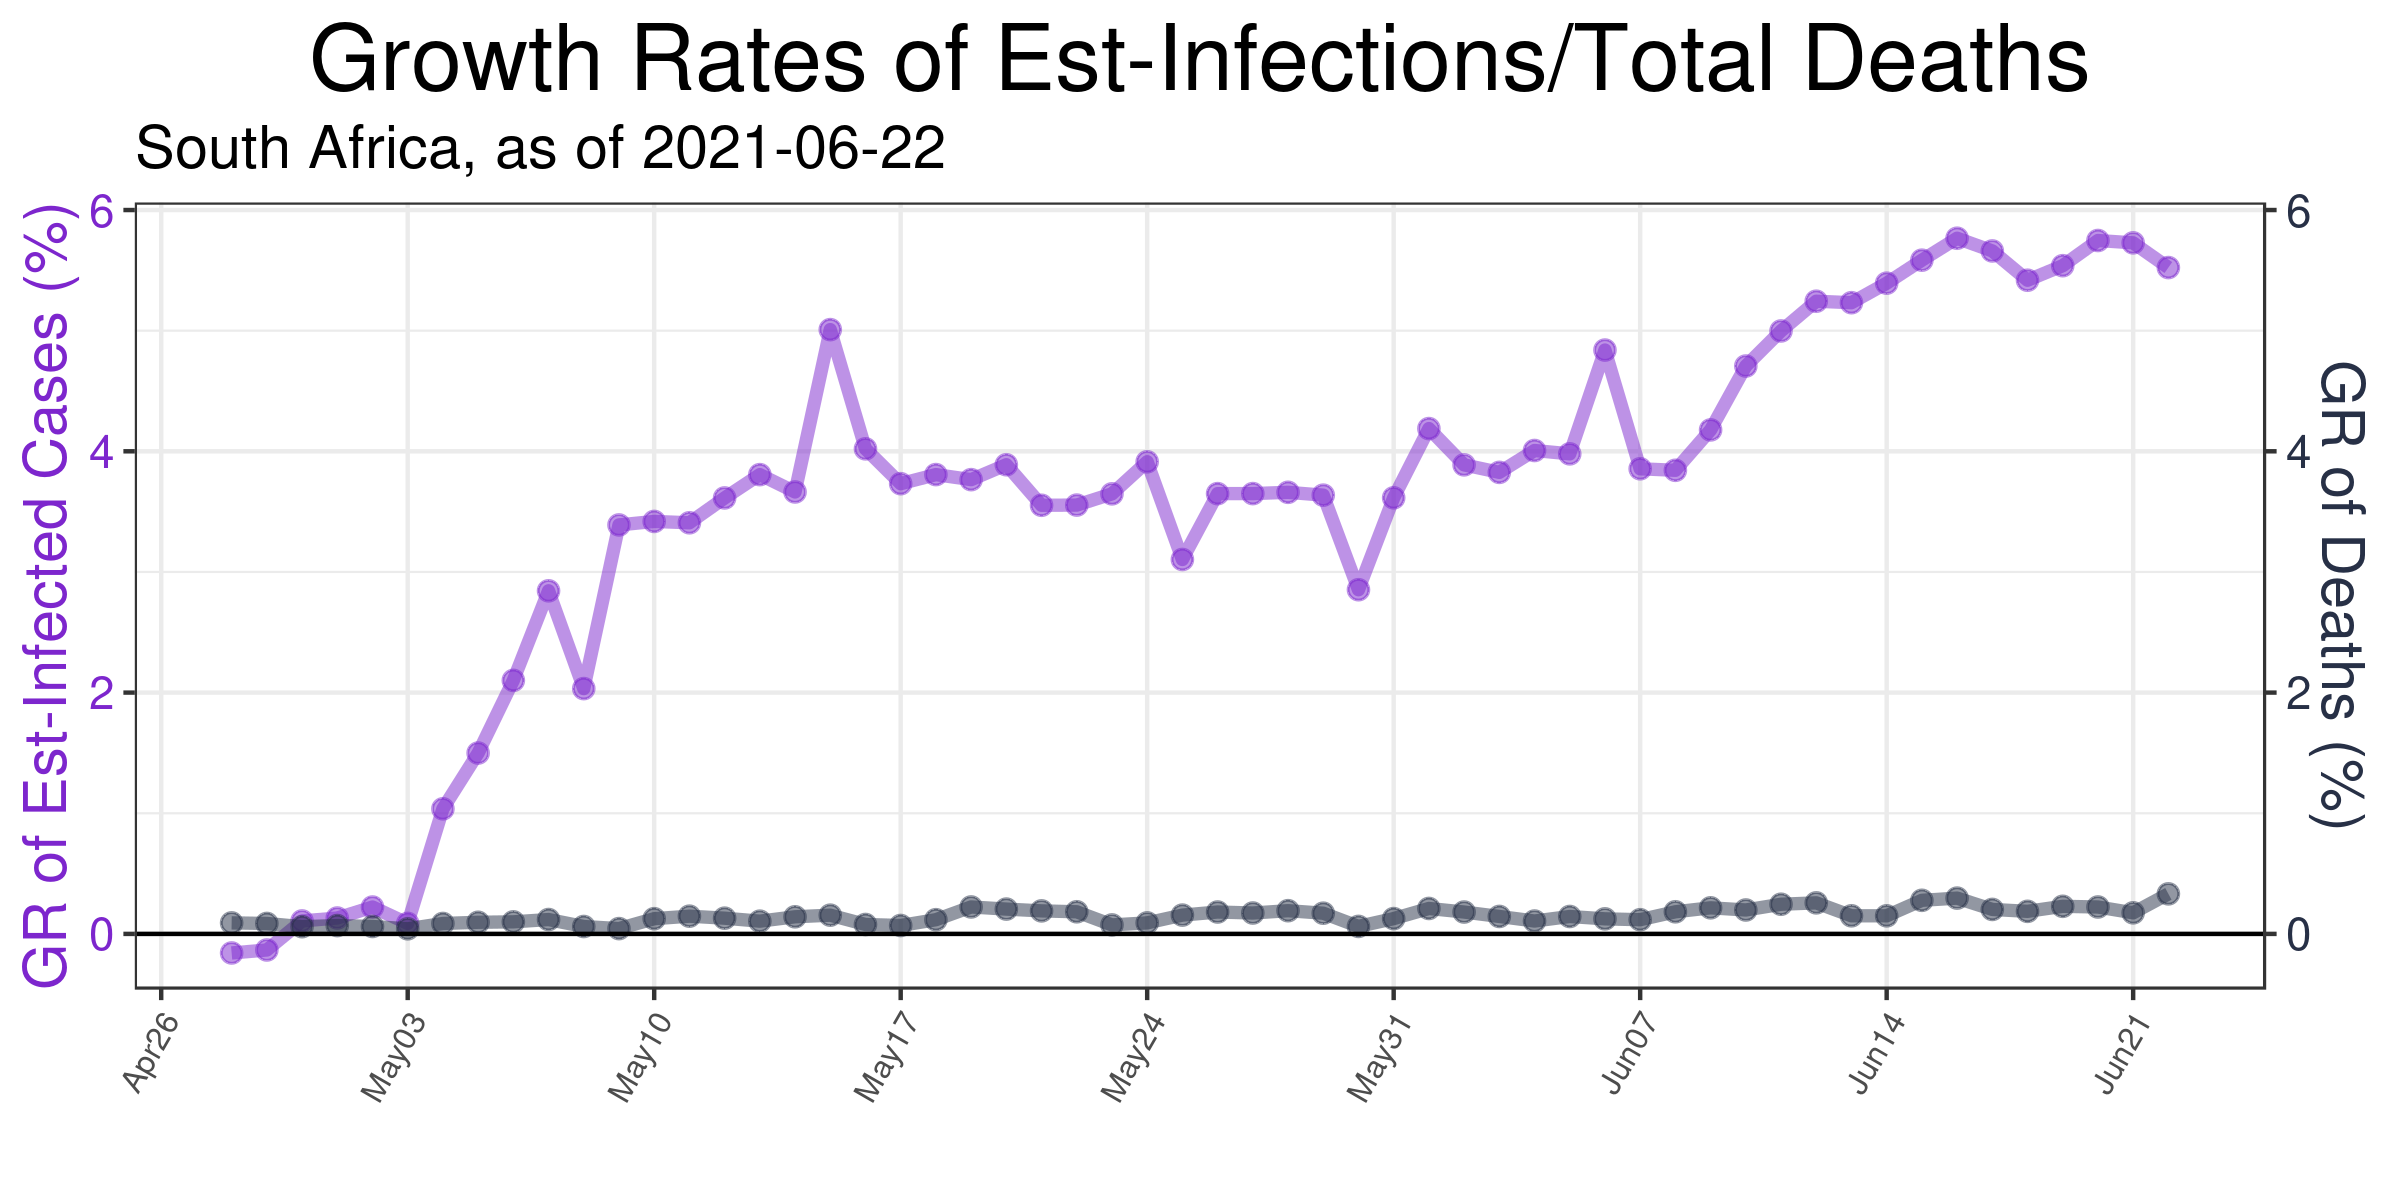 Growth Rates of Est-Infections/Total Deaths
South Africa, as of 2021-06-22
GR of Est-Infected Cases (%)
6
4
2
0
6
4
2
0
GR of Deaths (%)
Apr26
May03
May10
May17
May24
May31
Jun07
Jun14
Jun21